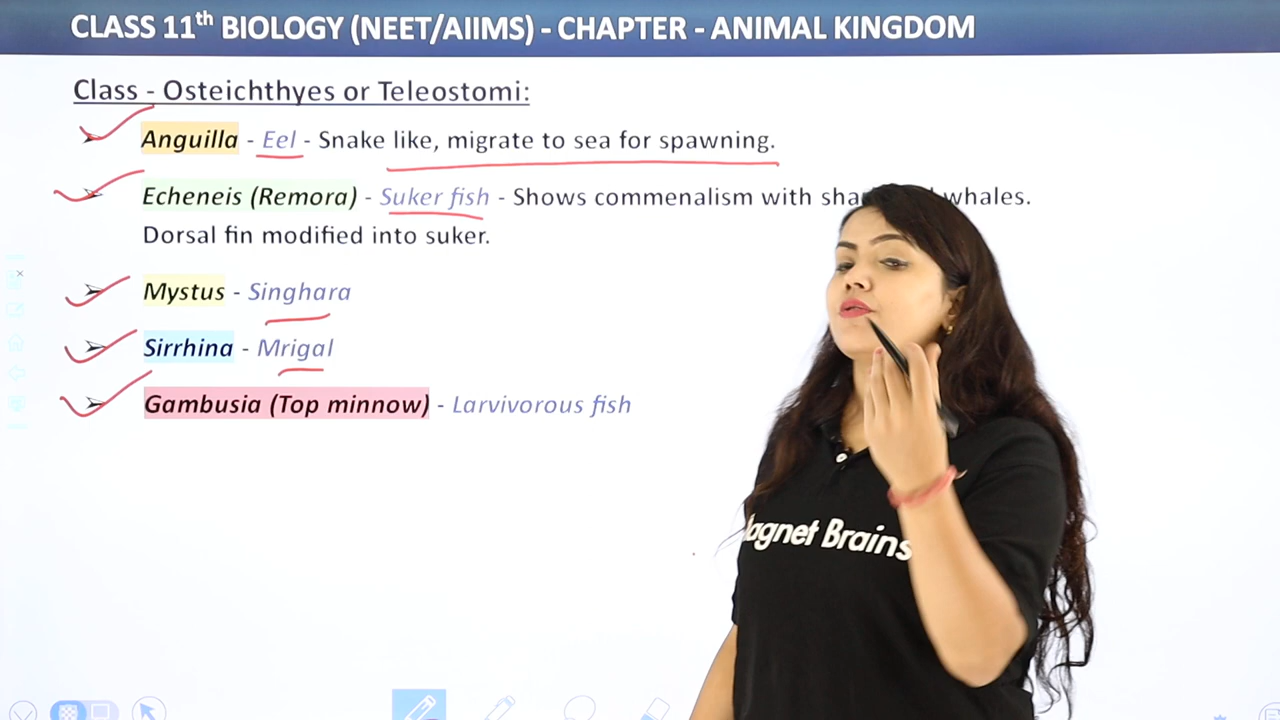 CLASS 11th BIOLOGY (NEET/AIIMS) - CHAPTER - ANIMAL KINGDOM
Class - Osteichthyes or Teleostomi:
Anguilla - Eel - Snake like, migrate to sea for spawning.
Echeneis (Remora) - Suker fish - Shows commenalism with whales.
Dorsal fin modified into suker.
Mystus - Singhara
Sirrhina - Mrigal
Gambusia (Top minnow) - Larvivorous fish
Magnet Brains